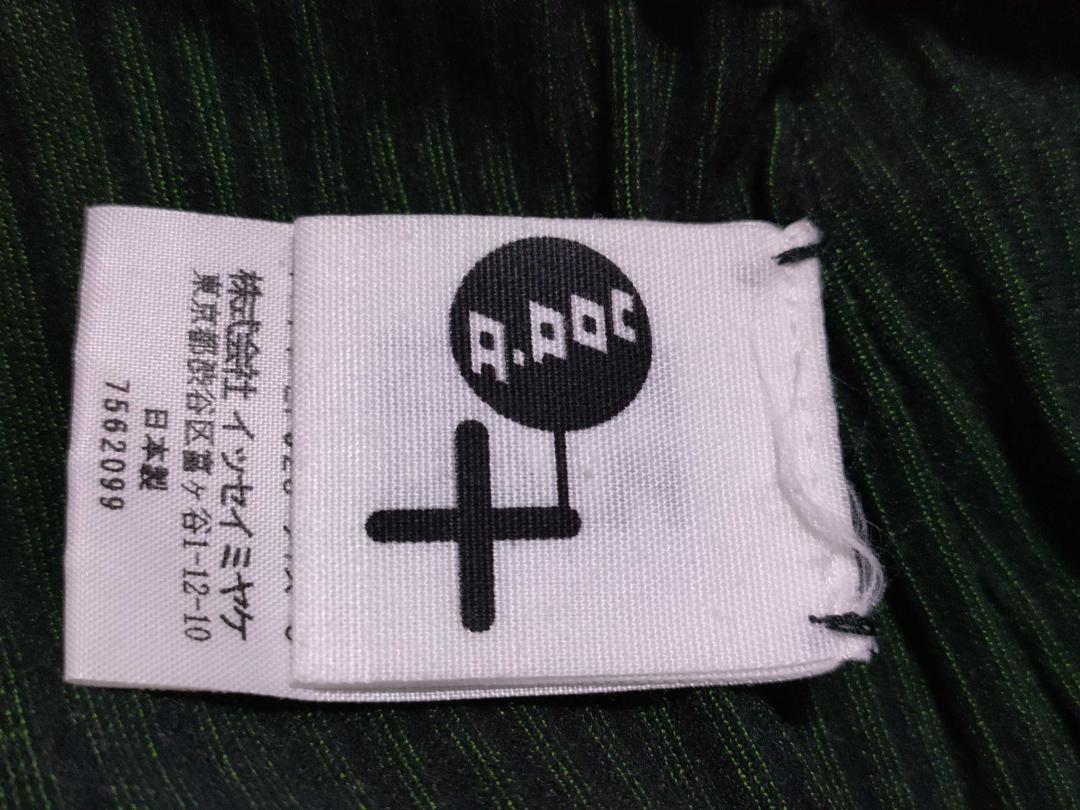 A.POC
株式会社 イッセイミヤケ
東京都渋谷区富ヶ谷1-12-10
日本製
7562099